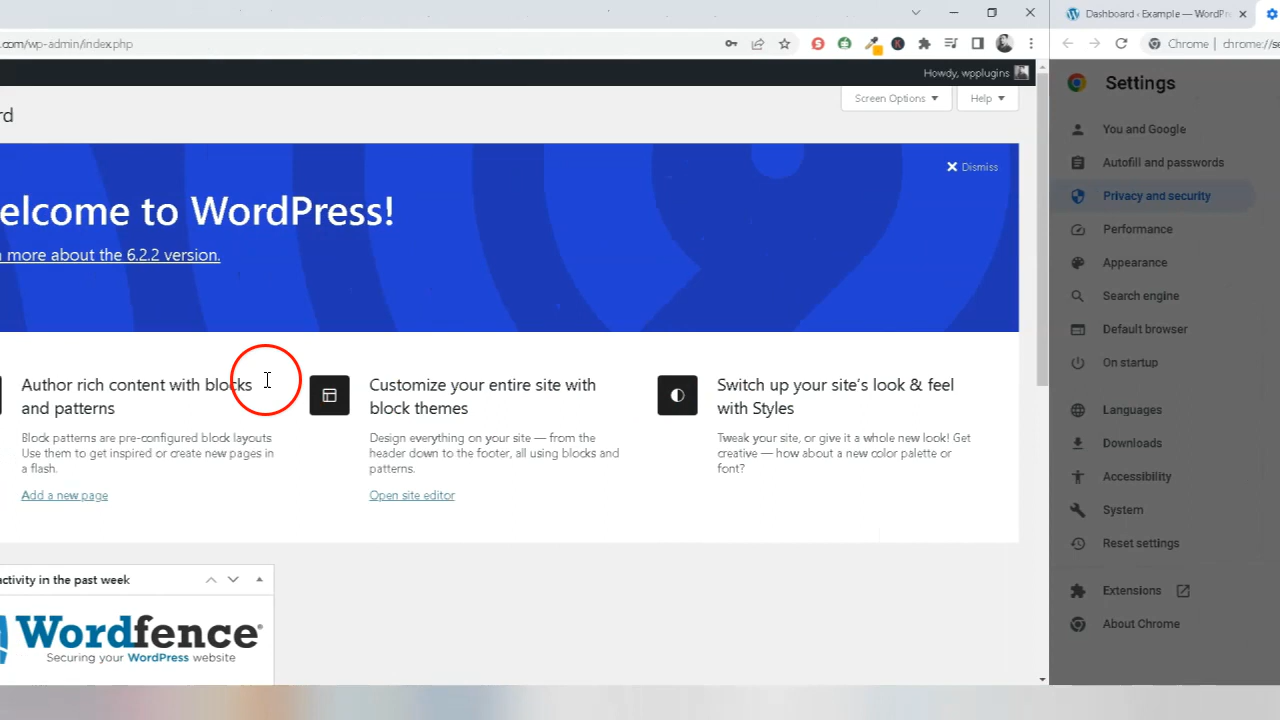 Dashboard ‹ Example — WordPr
.com/wp-admin/index.php
Chrome
chrome://se
Howdy, wpplugins
rd
Screen Options
Help
Dismiss
elcome to WordPress!
more about the 6.2.2 version.
Author rich content with blocks
and patterns
Block patterns are pre-configured block layouts
Use them to get inspired or create new pages in
a flash.
Add a new page
Customize your entire site with
block themes
Design everything on your site — from the
header down to the footer, all using blocks and
patterns.
Open site editor
Switch up your site's look & feel
with Styles
Tweak your site, or give it a whole new look! Get
creative — how about a new color palette or
font?
ctivity in the past week
Wordfence®
Securing your WordPress website
Settings
You and Google
Autofill and passwords
Privacy and security
Performance
Appearance
Search engine
Default browser
On startup
Languages
Downloads
Accessibility
System
Reset settings
Extensions
About Chrome